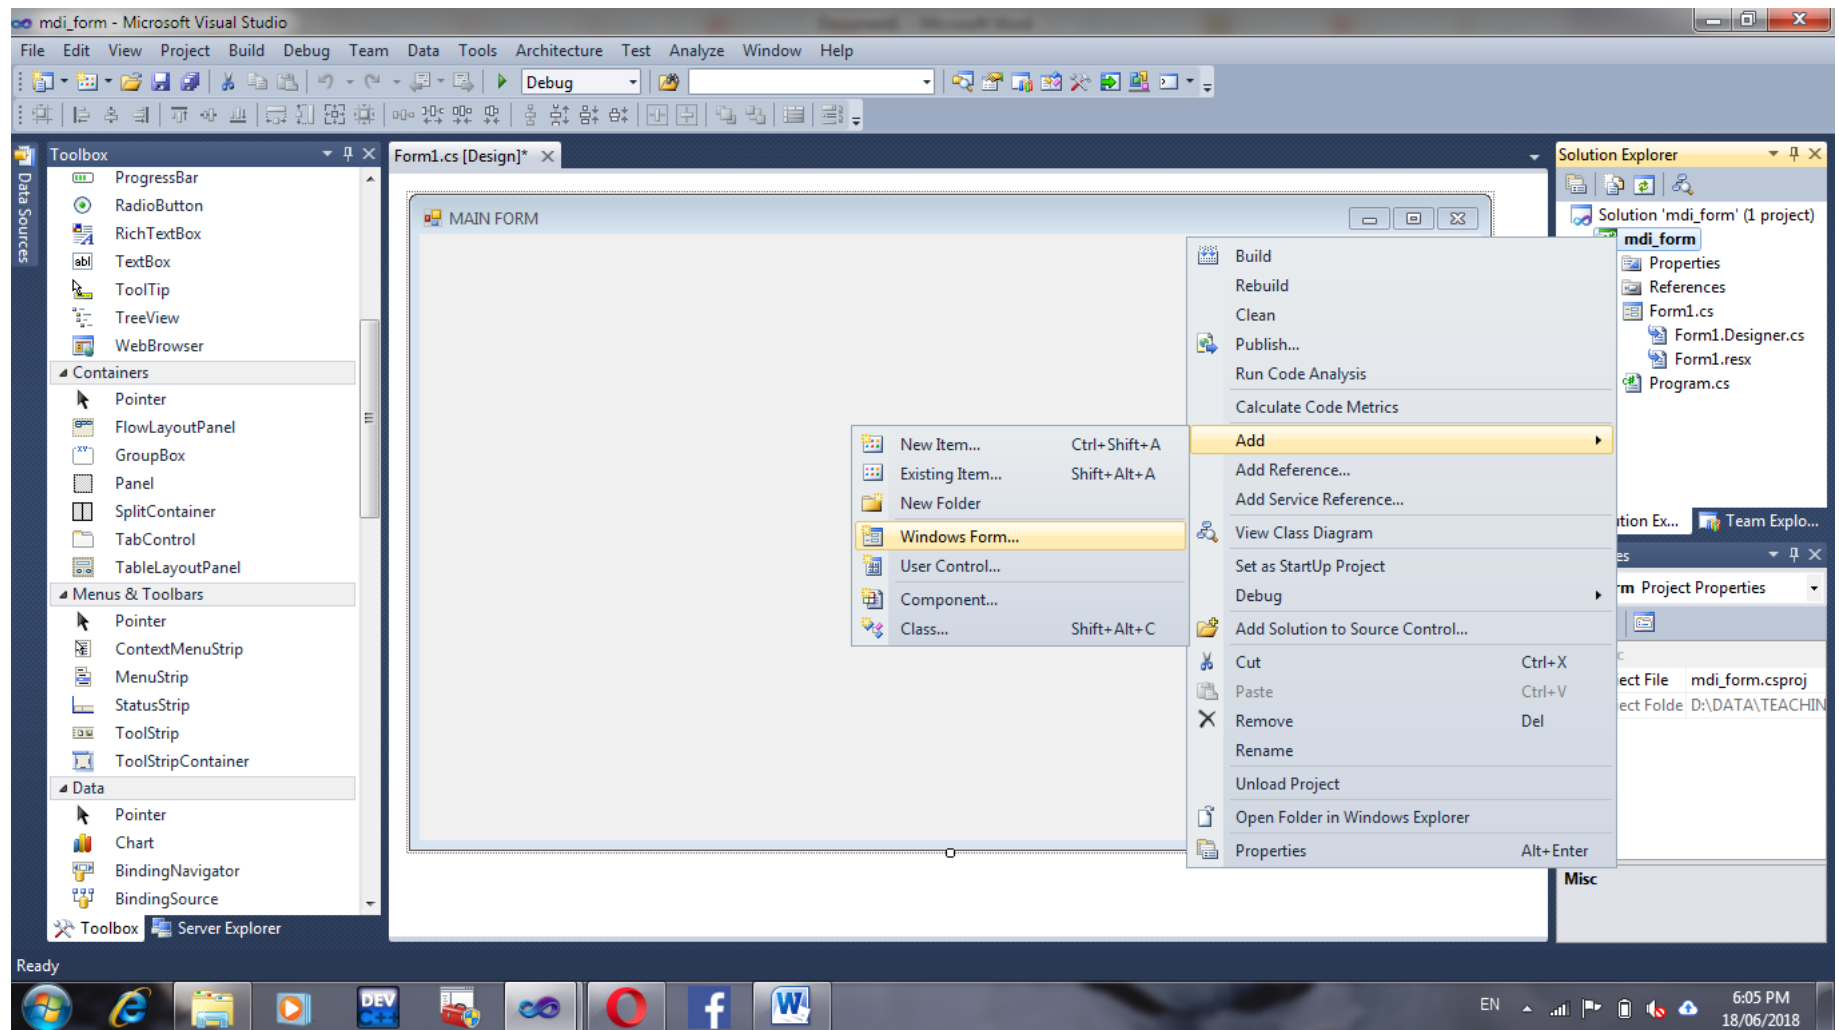 mdi_form - Microsoft Visual Studio
File Edit View Project Build Debug Team Data Tools Architecture Test Analyze Window Help
Debug
Data Sources
Toolbox
ProgressBar
RadioButton
RichTextBox
TextBox
ToolTip
TreeView
WebBrowser
Containers
Pointer
FlowLayoutPanel
GroupBox
Panel
SplitContainer
TabControl
TableLayoutPanel
Menus & Toolbars
Pointer
ContextMenuStrip
MenuStrip
StatusStrip
ToolStrip
ToolStripContainer
Data
Pointer
Chart
BindingNavigator
BindingSource
Toolbox Server Explorer
Form1.cs [Design]*
MAIN FORM
New Item... Ctrl+Shift+A
Existing Item... Shift+Alt+A
New Folder
Windows Form...
User Control...
Component...
Class... Shift+Alt+C
Build
Rebuild
Clean
Publish...
Run Code Analysis
Calculate Code Metrics
Add
Add Reference...
Add Service Reference...
View Class Diagram
Set as StartUp Project
Debug
Add Solution to Source Control...
Cut Ctrl+X
Paste Ctrl+V
Remove Del
Rename
Unload Project
Open Folder in Windows Explorer
Properties Alt+Enter
Solution Explorer
Solution 'mdi_form' (1 project)
mdi_form
Properties
References
Form1.cs
Form1.Designer.cs
Form1.resx
Program.cs
tion Ex... Team Explo...
es
rm Project Properties
c
ect File mdi_form.csproj
ect Folde D:\DATA\TEACHIN
Misc
Ready
DEV
C++
W
EN
6:05 PM
18/06/2018